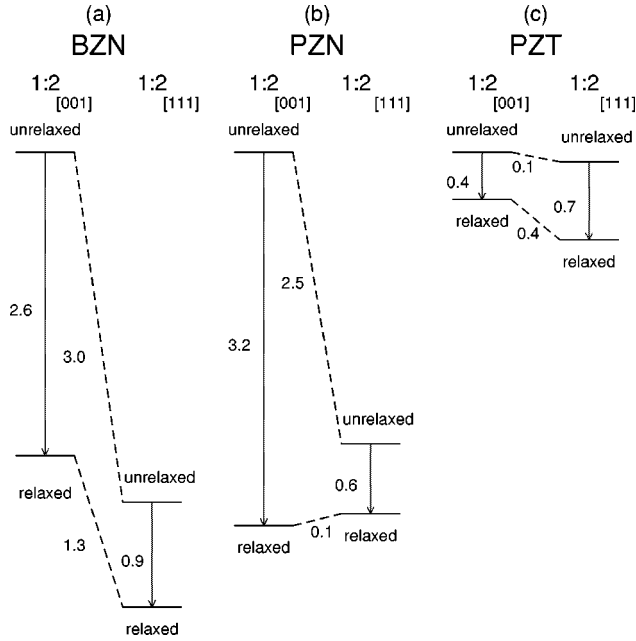 (a)
BZN
1:2 [001]
1:2 [111]
unrelaxed
2.6
3.0
relaxed
unrelaxed
1.3
0.9
relaxed
(b)
PZN
1:2 [001]
1:2 [111]
unrelaxed
2.5
3.2
unrelaxed
0.6
relaxed
0.1
relaxed
(c)
PZT
1:2 [001]
1:2 [111]
unrelaxed
unrelaxed
0.1
0.4
0.7
relaxed
0.4
relaxed